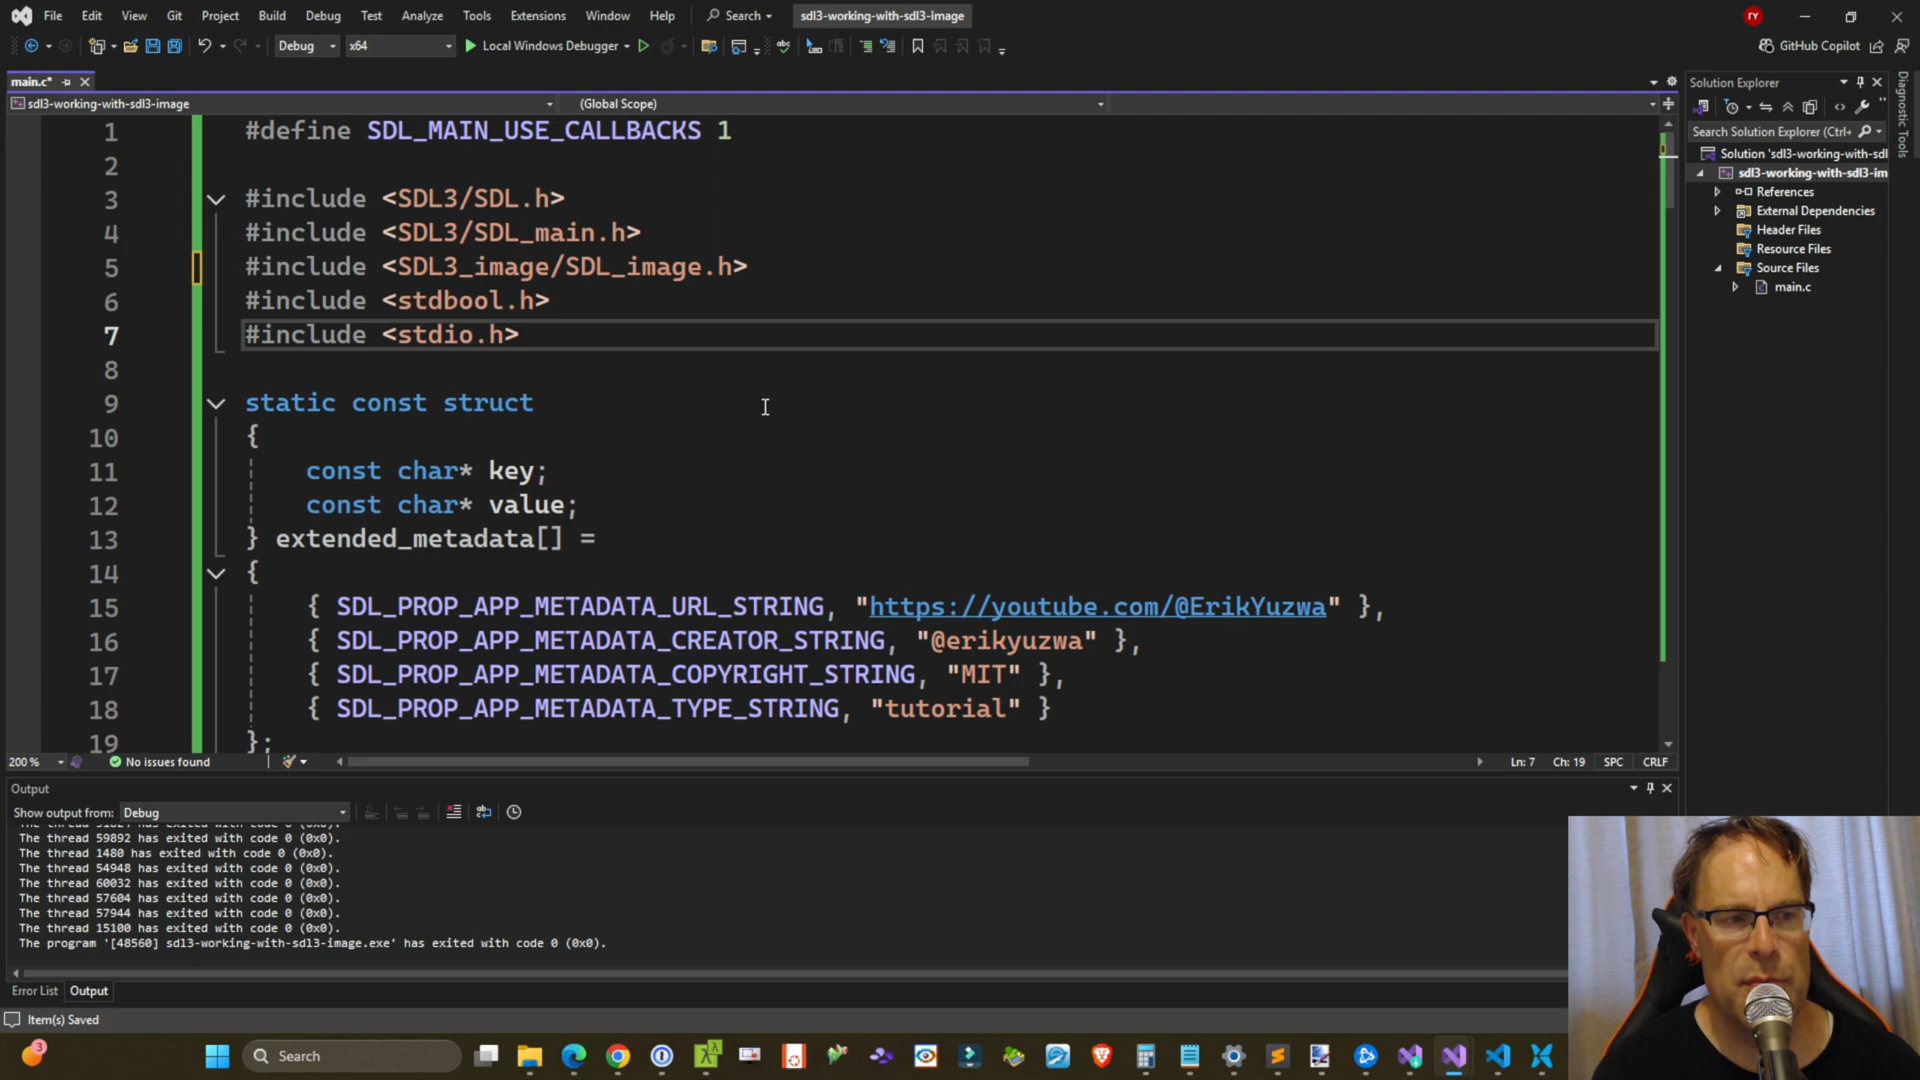 File Edit View Git Project Build Debug Test Analyze Tools Extensions Window Help Search sdl3-working-with-sdl3-image RY
Debug x64 Local Windows Debugger GitHub Copilot
main.c*
sdl3-working-with-sdl3-image (Global Scope)
1 #define SDL_MAIN_USE_CALLBACKS 1
2
3 #include <SDL3/SDL.h>
4 #include <SDL3/SDL_main.h>
5 #include <SDL3_image/SDL_image.h>
6 #include <stdbool.h>
7 #include <stdio.h>
8
9 static const struct
10 {
11 const char* key;
12 const char* value;
13 } extended_metadata[] =
14 {
15 { SDL_PROP_APP_METADATA_URL_STRING, "https://youtube.com/@ErikYuzwa" },
16 { SDL_PROP_APP_METADATA_CREATOR_STRING, "@erikyuzwa" },
17 { SDL_PROP_APP_METADATA_COPYRIGHT_STRING, "MIT" },
18 { SDL_PROP_APP_METADATA_TYPE_STRING, "tutorial" }
19 };
200 % No issues found Ln: 7 Ch: 19 SPC CRLF
Solution Explorer
Search Solution Explorer (Ctrl+
Solution 'sdl3-working-with-sdl
sdl3-working-with-sdl3-im
References
External Dependencies
Header Files
Resource Files
Source Files
main.c
Diagnostic Tools
Output
Show output from: Debug
The thread 59892 has exited with code 0 (0x0).
The thread 1480 has exited with code 0 (0x0).
The thread 54948 has exited with code 0 (0x0).
The thread 60032 has exited with code 0 (0x0).
The thread 57604 has exited with code 0 (0x0).
The thread 57944 has exited with code 0 (0x0).
The thread 15100 has exited with code 0 (0x0).
The program '[48560] sdl3-working-with-sdl3-image.exe' has exited with code 0 (0x0).
Error List Output
Item(s) Saved
3 Search